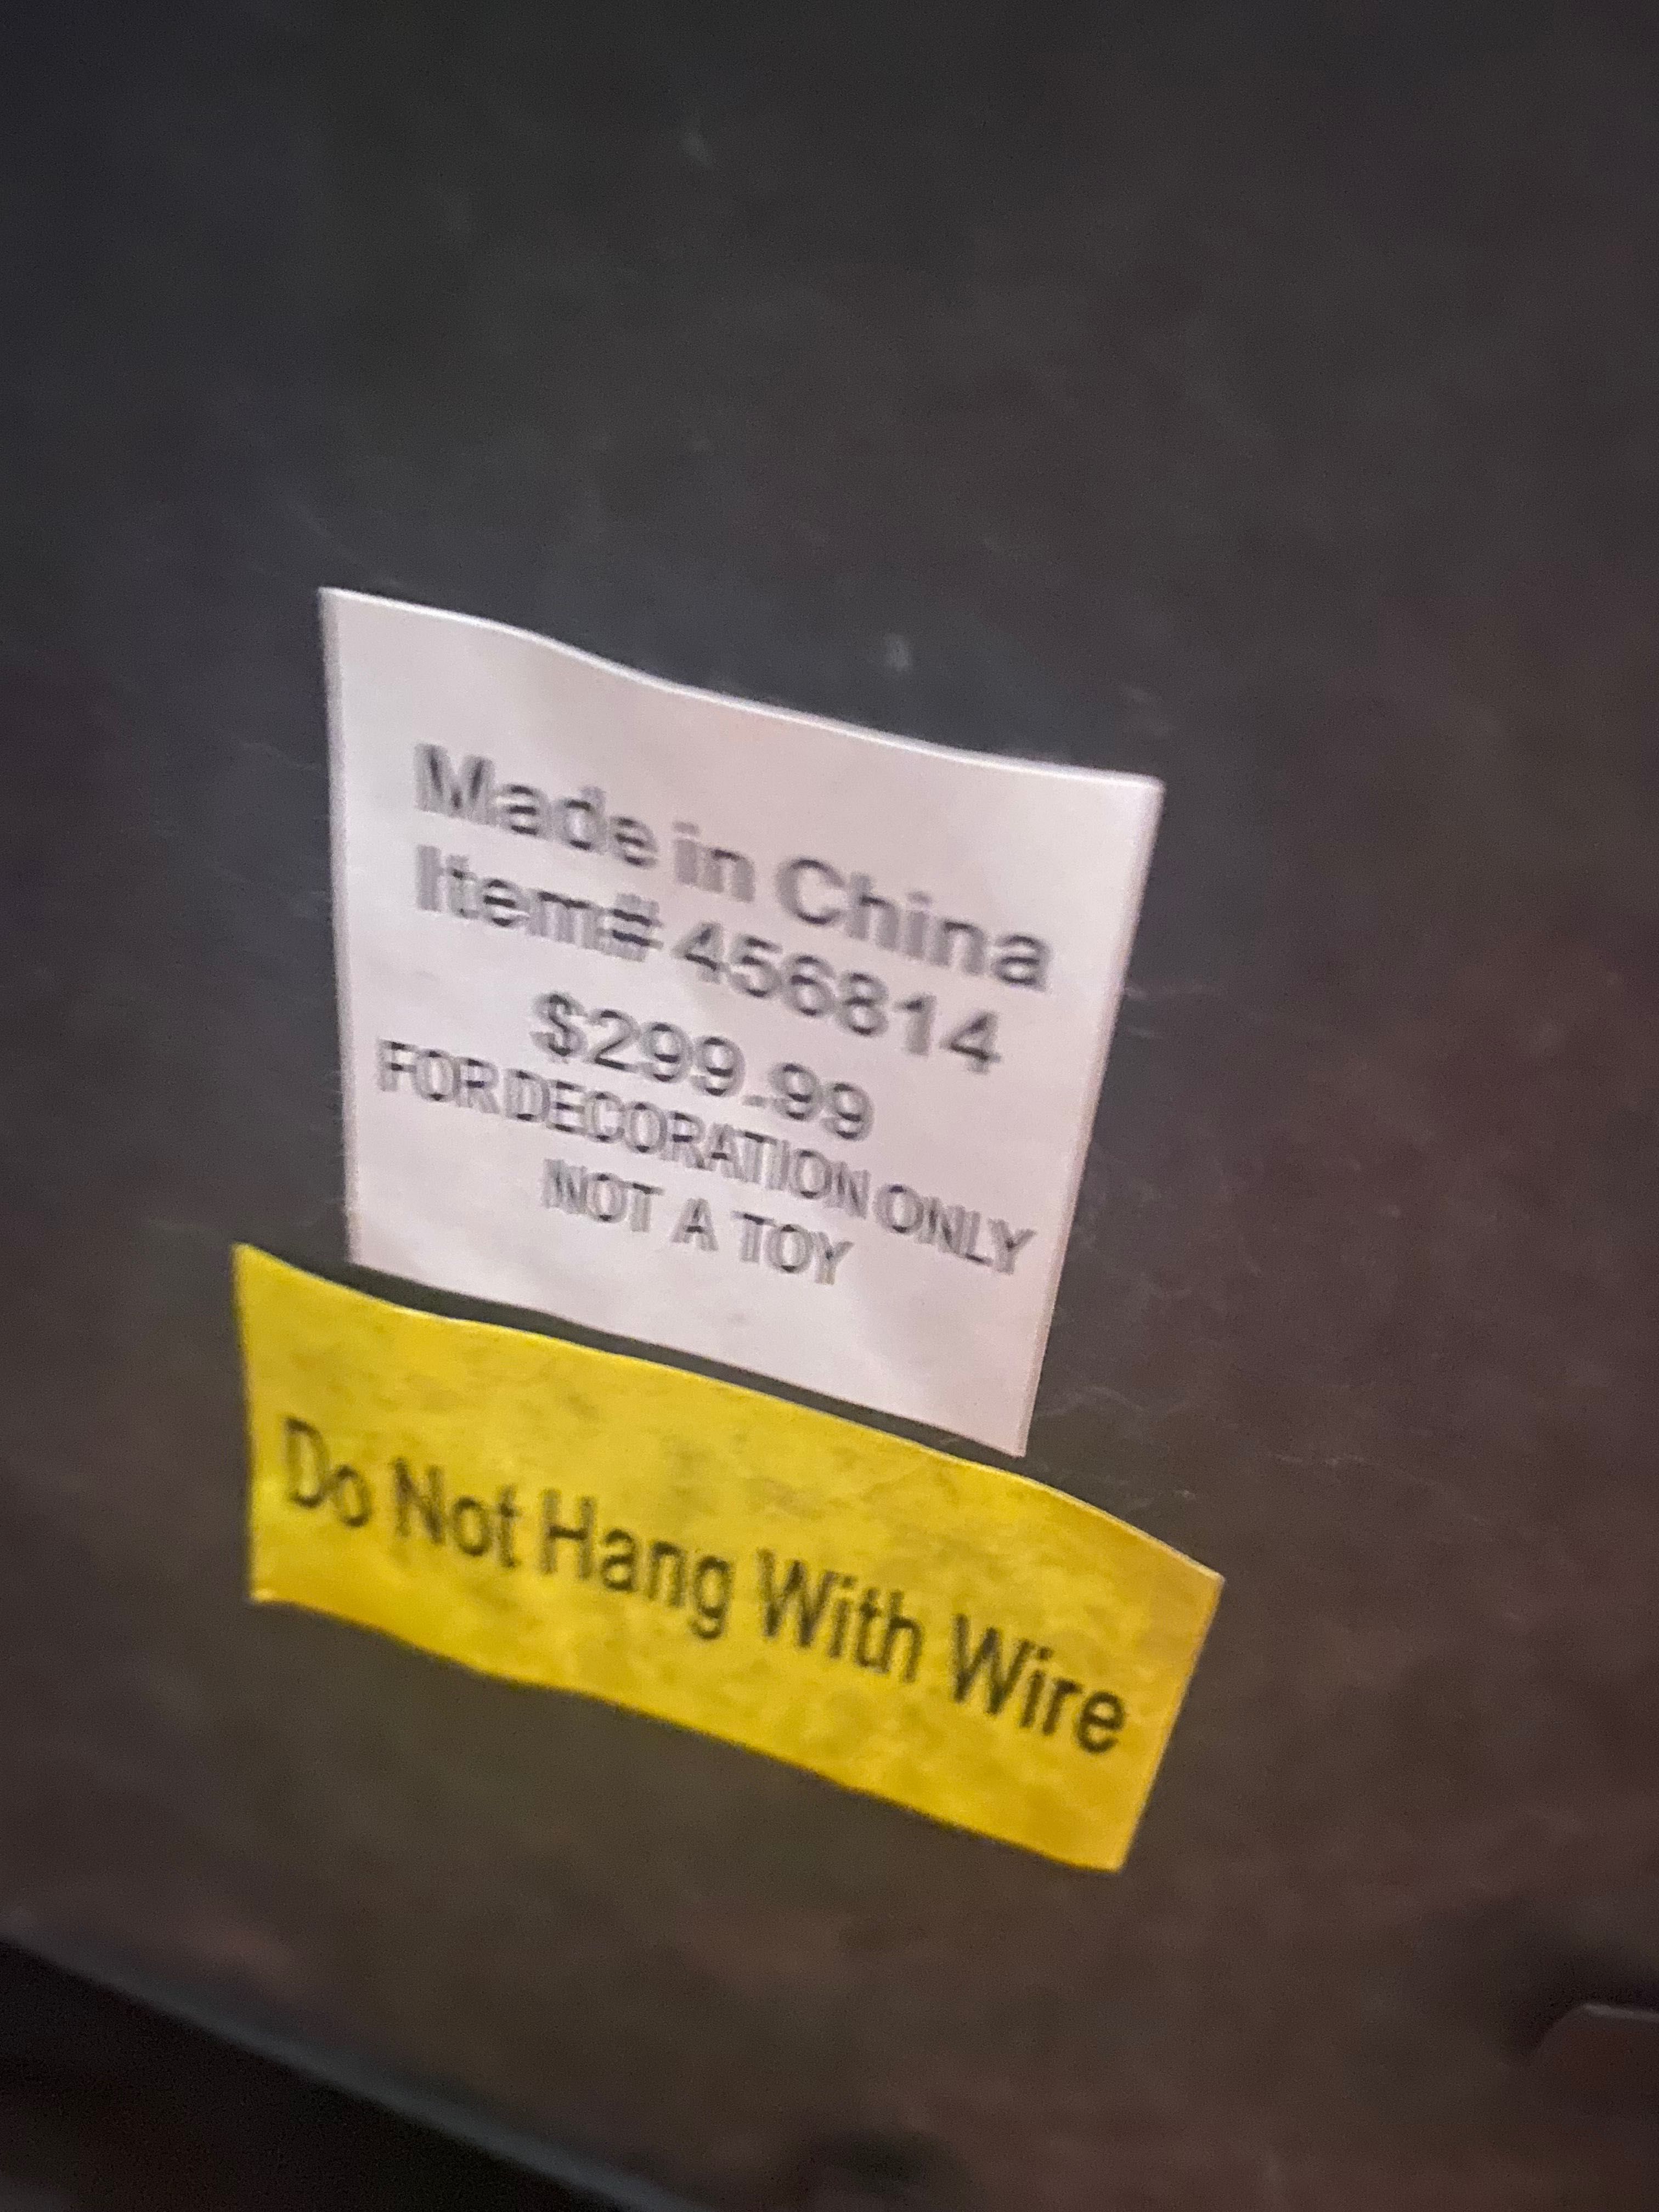 Made in China
Item# 456814
$299.99
FOR DECORATION ONLY
NOT A TOY
Do Not Hang With Wire